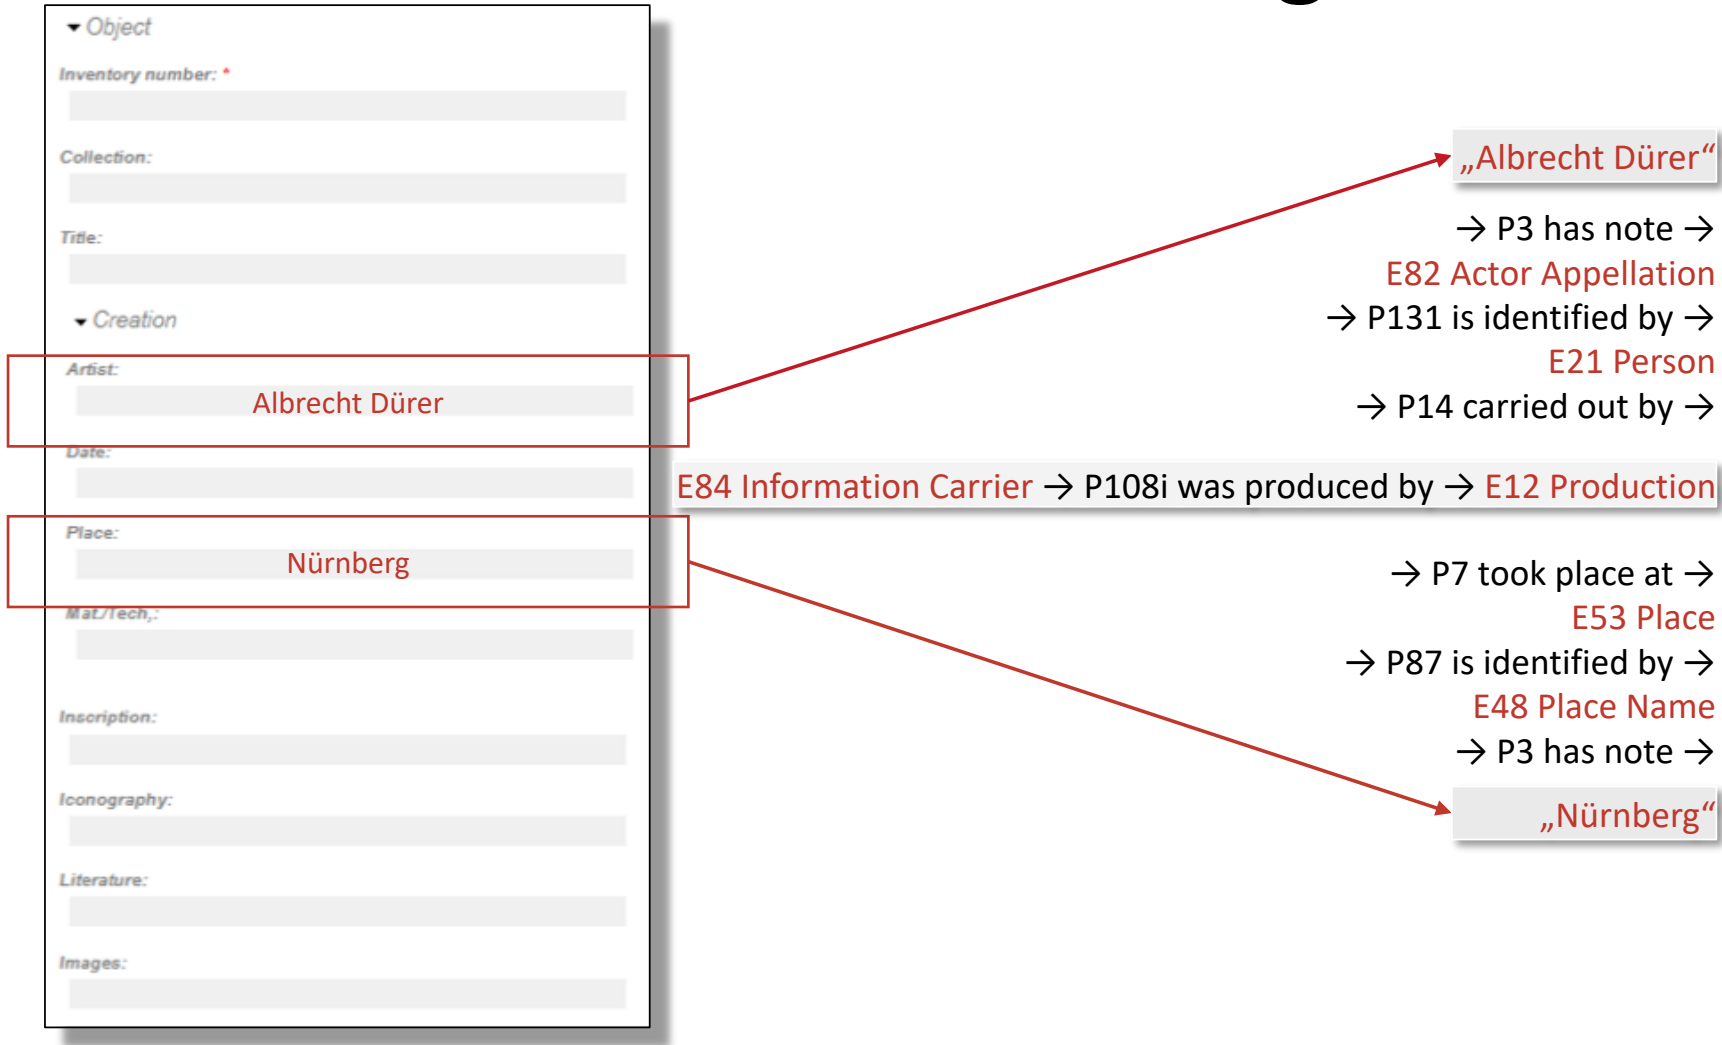 Object
Inventory number: *
Collection:
Title:
Creation
Artist:
Albrecht Dürer
Date:
Place:
Nürnberg
Mat./Tech,:
Inscription:
Iconography:
Literature:
Images:
„Albrecht Dürer“
→ P3 has note →
E82 Actor Appellation
→ P131 is identified by →
E21 Person
→ P14 carried out by →
E84 Information Carrier → P108i was produced by → E12 Production
→ P7 took place at →
E53 Place
→ P87 is identified by →
E48 Place Name
→ P3 has note →
„Nürnberg“